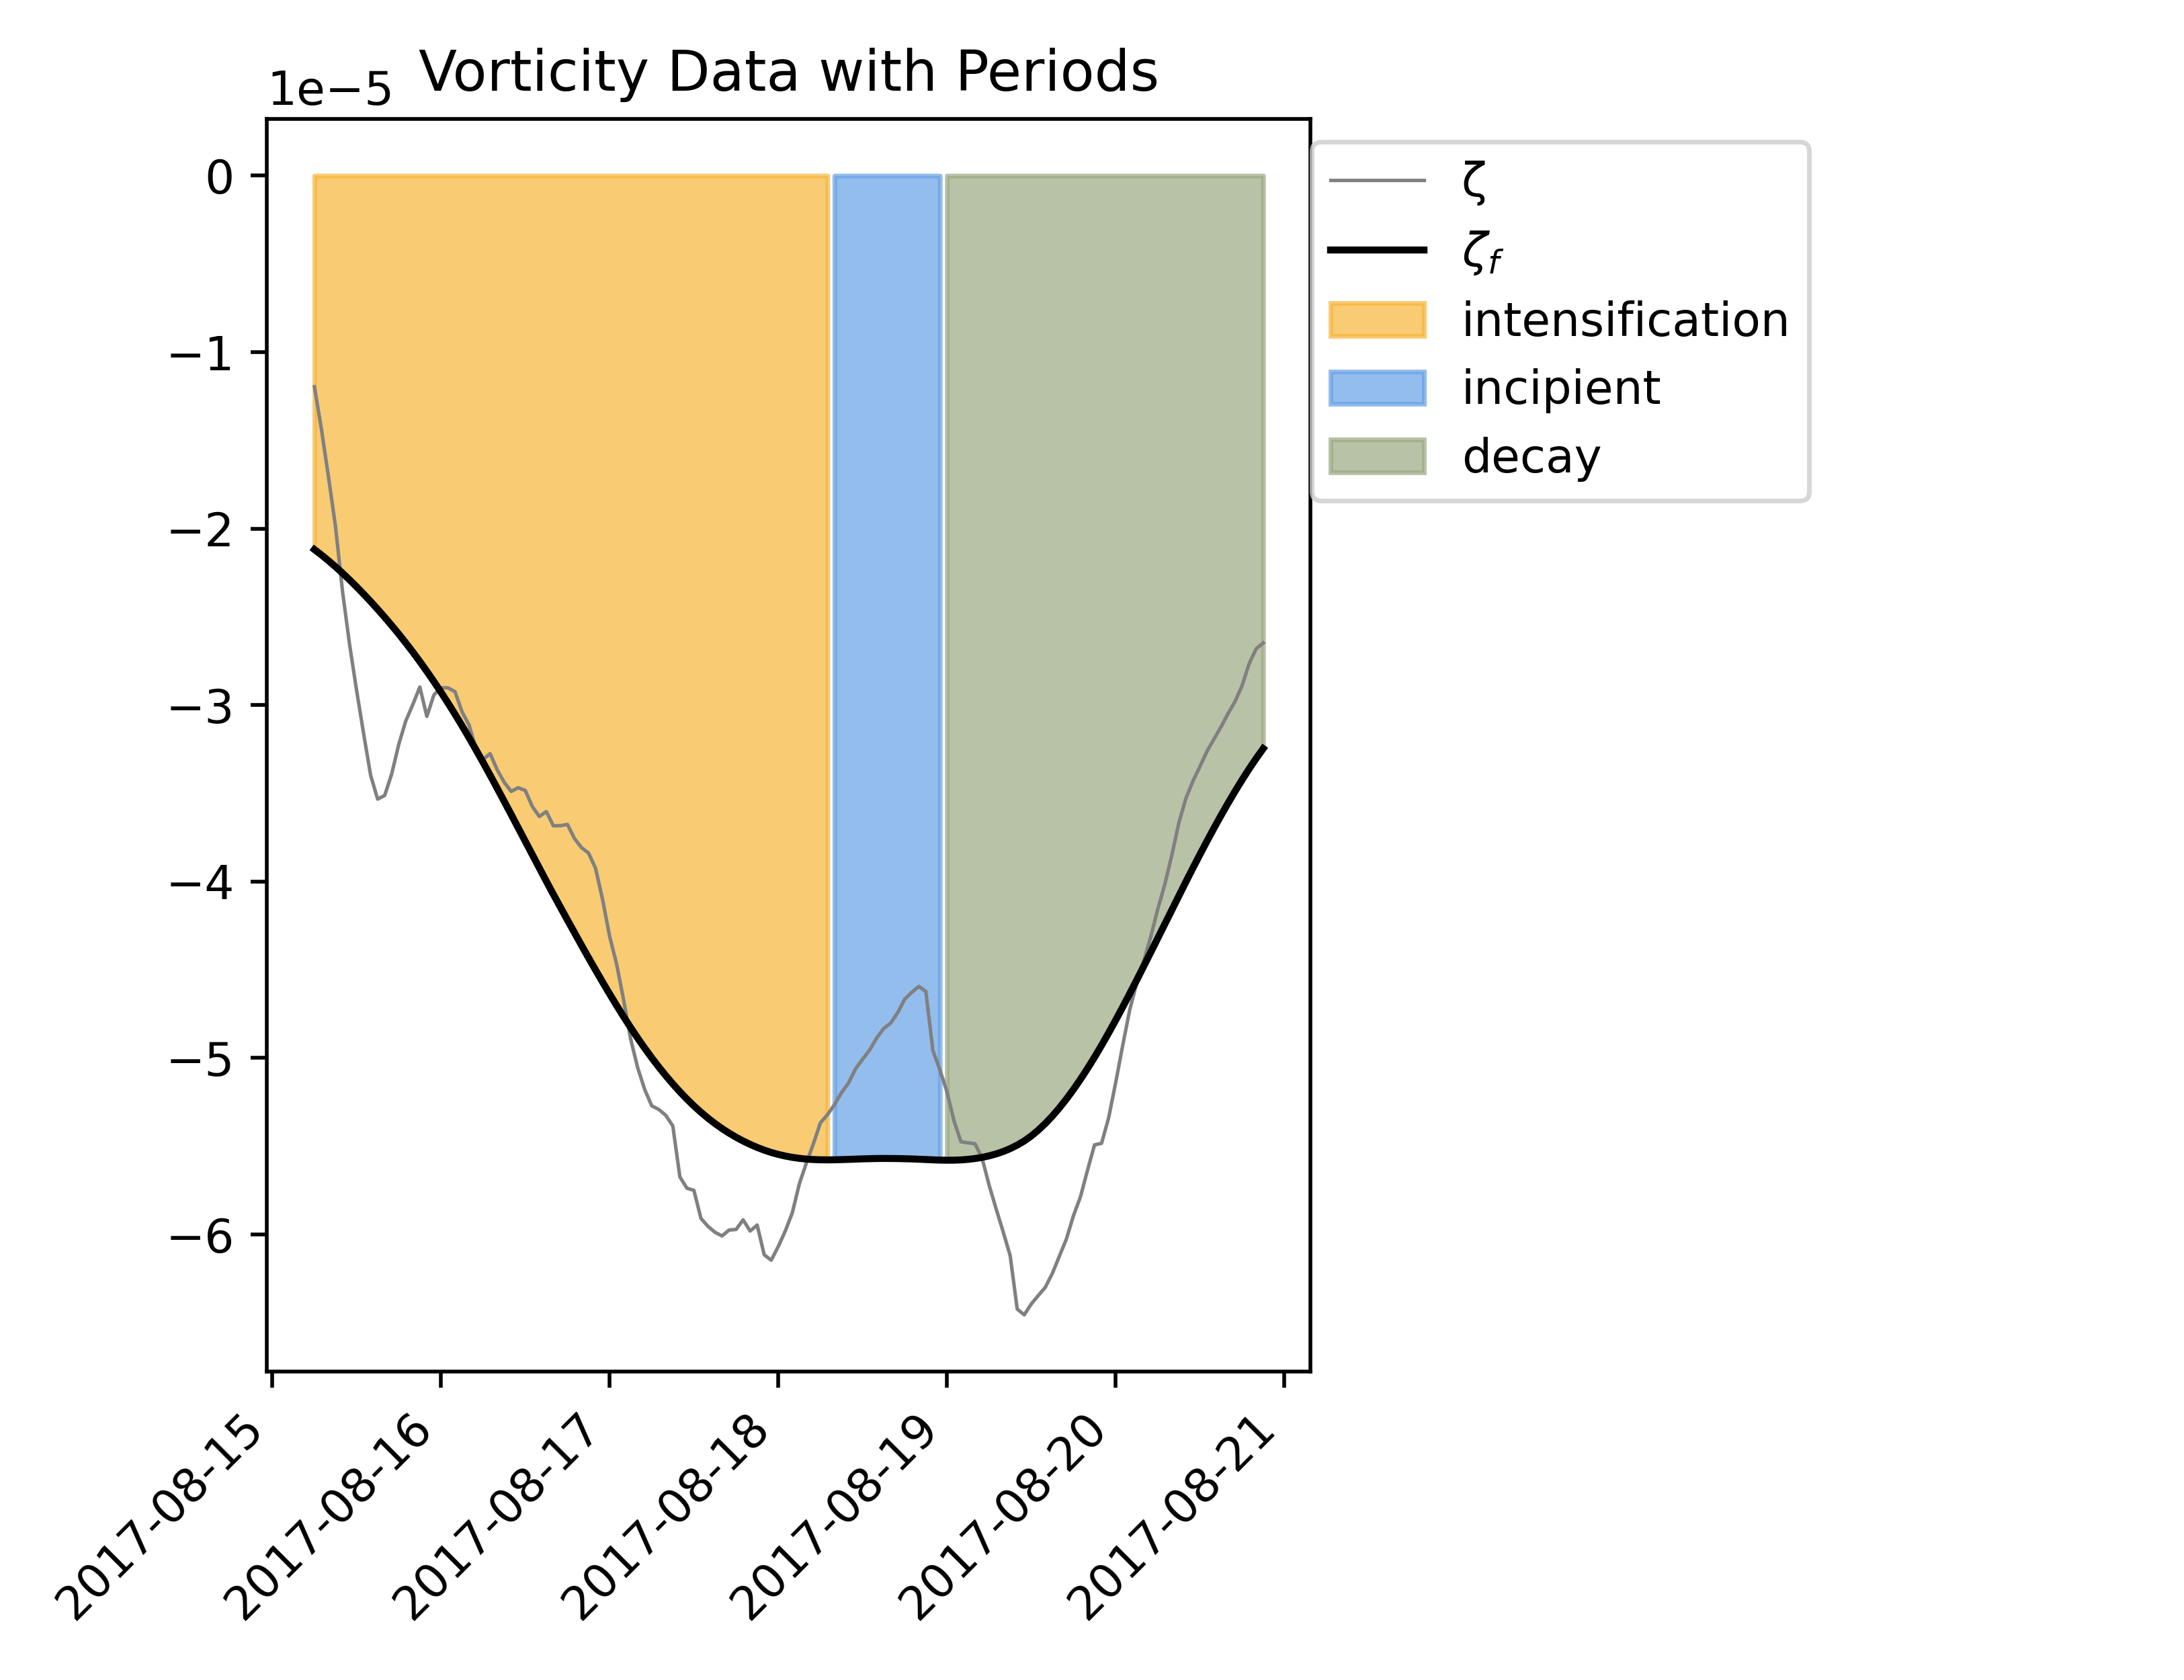 Vorticity Data with Periods
1e−5
0
−1
−2
−3
−4
−5
−6
2017-08-15
2017-08-16
2017-08-17
2017-08-18
2017-08-19
2017-08-20
2017-08-21
ζ
ζf
intensification
incipient
decay